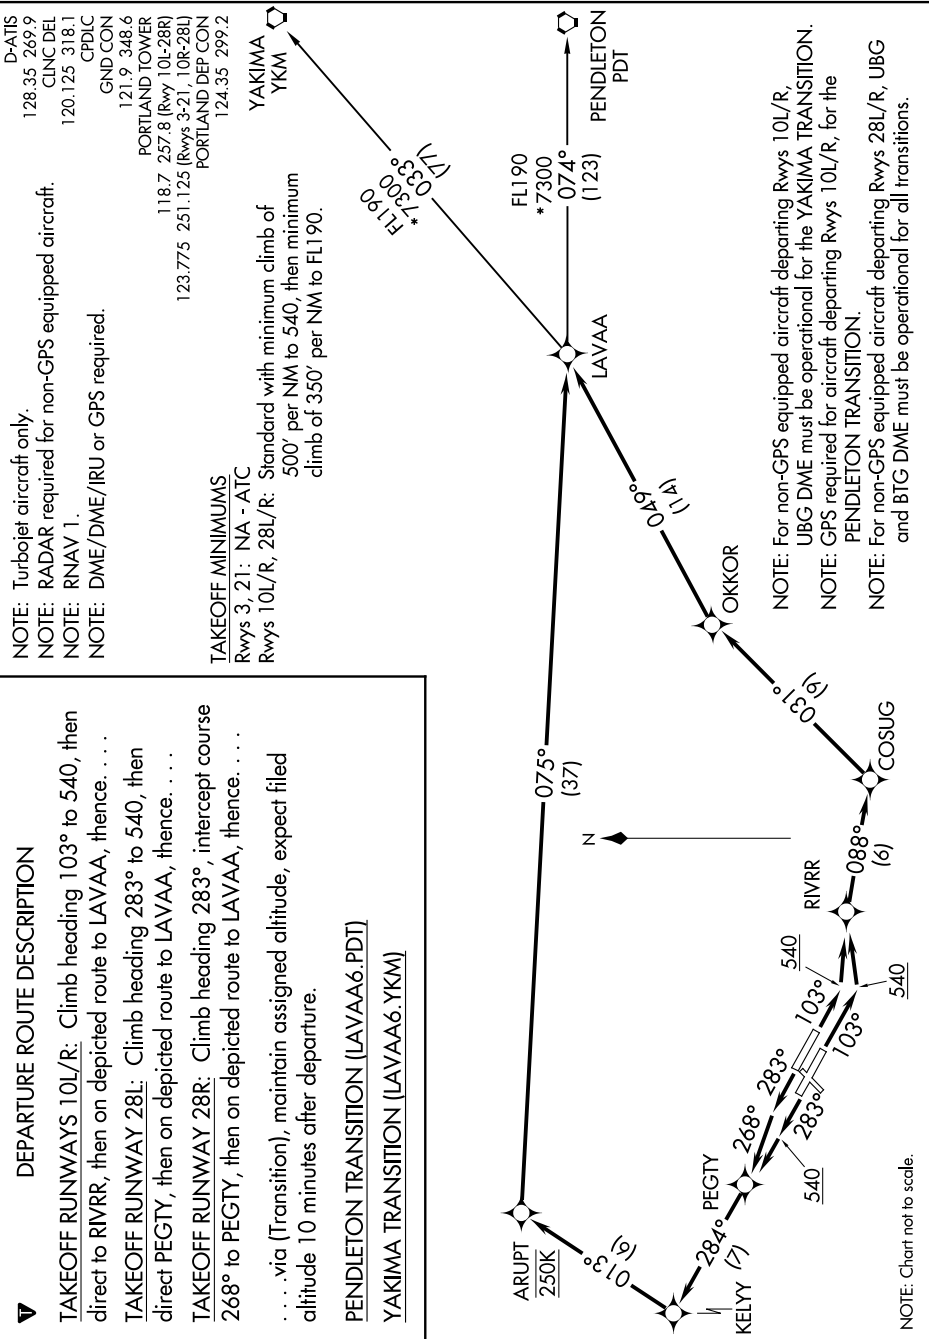 DEPARTURE ROUTE DESCRIPTION
TAKEOFF RUNWAYS 10L/R: Climb heading 103° to 540, then
direct to RIVRR, then on depicted route to LAVAA, thence. . . .
TAKEOFF RUNWAY 28L: Climb heading 283° to 540, then
direct PEGTY, then on depicted route to LAVAA, thence. . . .
TAKEOFF RUNWAY 28R: Climb heading 283°, intercept course
268° to PEGTY, then on depicted route to LAVAA, thence. . . .
. . . .via (Transition), maintain assigned altitude, expect filed
altitude 10 minutes after departure.
PENDLETON TRANSITION (LAVAA6.PDT)
YAKIMA TRANSITION (LAVAA6.YKM)
NOTE: Turbojet aircraft only.
NOTE: RADAR required for non-GPS equipped aircraft.
NOTE: RNAV 1.
NOTE: DME/DME/IRU or GPS required.
D-ATIS
128.35 269.9
CLNC DEL
120.125 318.1
CPDLC
GND CON
121.9 348.6
PORTLAND TOWER
118.7 257.8 (Rwy 10L-28R)
123.775 251.125 (Rwys 3-21, 10R-28L)
PORTLAND DEP CON
124.35 299.2
TAKEOFF MINIMUMS
Rwys 3, 21: NA - ATC
Rwys 10L/R, 28L/R: Standard with minimum climb of
500' per NM to 540, then minimum
climb of 350' per NM to FL190.
YAKIMA
YKM
FL190
*7300
033°
(77)
PENDLETON
PDT
FL190
*7300
074°
(123)
LAVAA
075°
(37)
049°
(14)
OKKOR
031°
(9)
COSUG
088°
(6)
RIVRR
N
540
540
103°
103°
283°
283°
268°
540
PEGTY
284°
(7)
KELYY
013°
(6)
ARUPT
250K
NOTE: For non-GPS equipped aircraft departing Rwys 10L/R,
UBG DME must be operational for the YAKIMA TRANSITION.
NOTE: GPS required for aircraft departing Rwys 10L/R, for the
PENDLETON TRANSITION.
NOTE: For non-GPS equipped aircraft departing Rwys 28L/R, UBG
and BTG DME must be operational for all transitions.
NOTE: Chart not to scale.
T